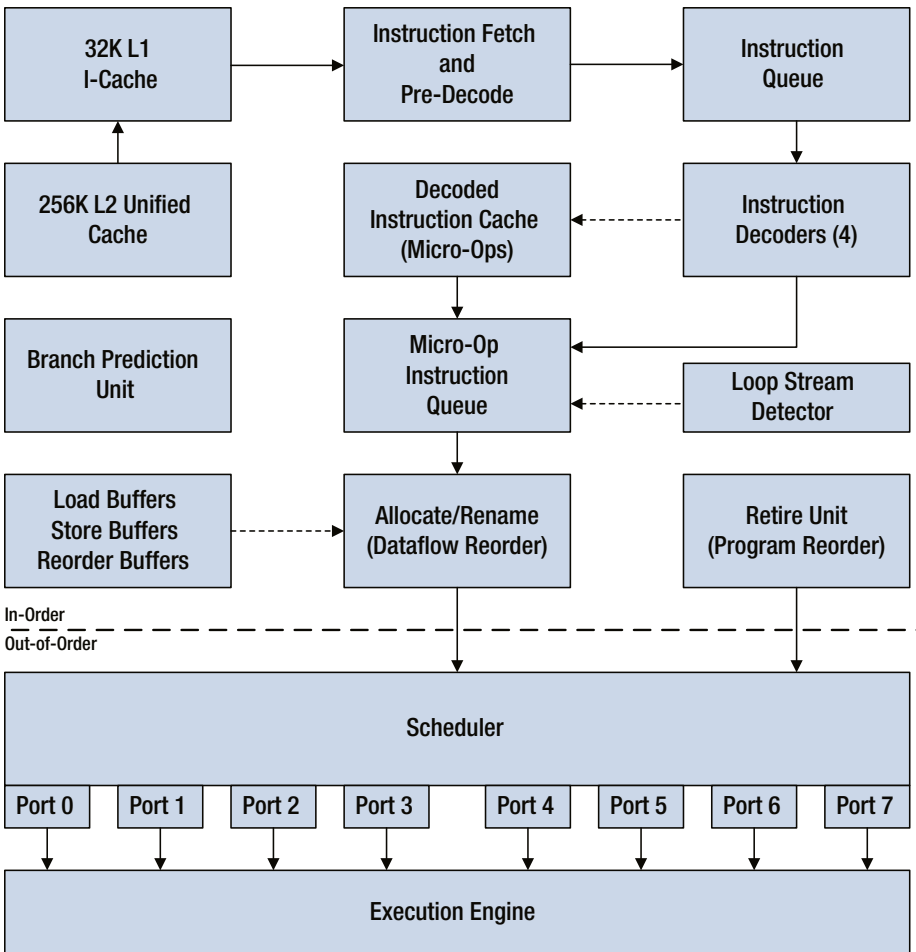 32K L1
I-Cache
Instruction Fetch
and
Pre-Decode
Instruction
Queue
256K L2 Unified
Cache
Decoded
Instruction Cache
(Micro-Ops)
Instruction
Decoders (4)
Branch Prediction
Unit
Micro-Op
Instruction
Queue
Loop Stream
Detector
Load Buffers
Store Buffers
Reorder Buffers
Allocate/Rename
(Dataflow Reorder)
Retire Unit
(Program Reorder)
In-Order
Out-of-Order
Scheduler
Port 0
Port 1
Port 2
Port 3
Port 4
Port 5
Port 6
Port 7
Execution Engine